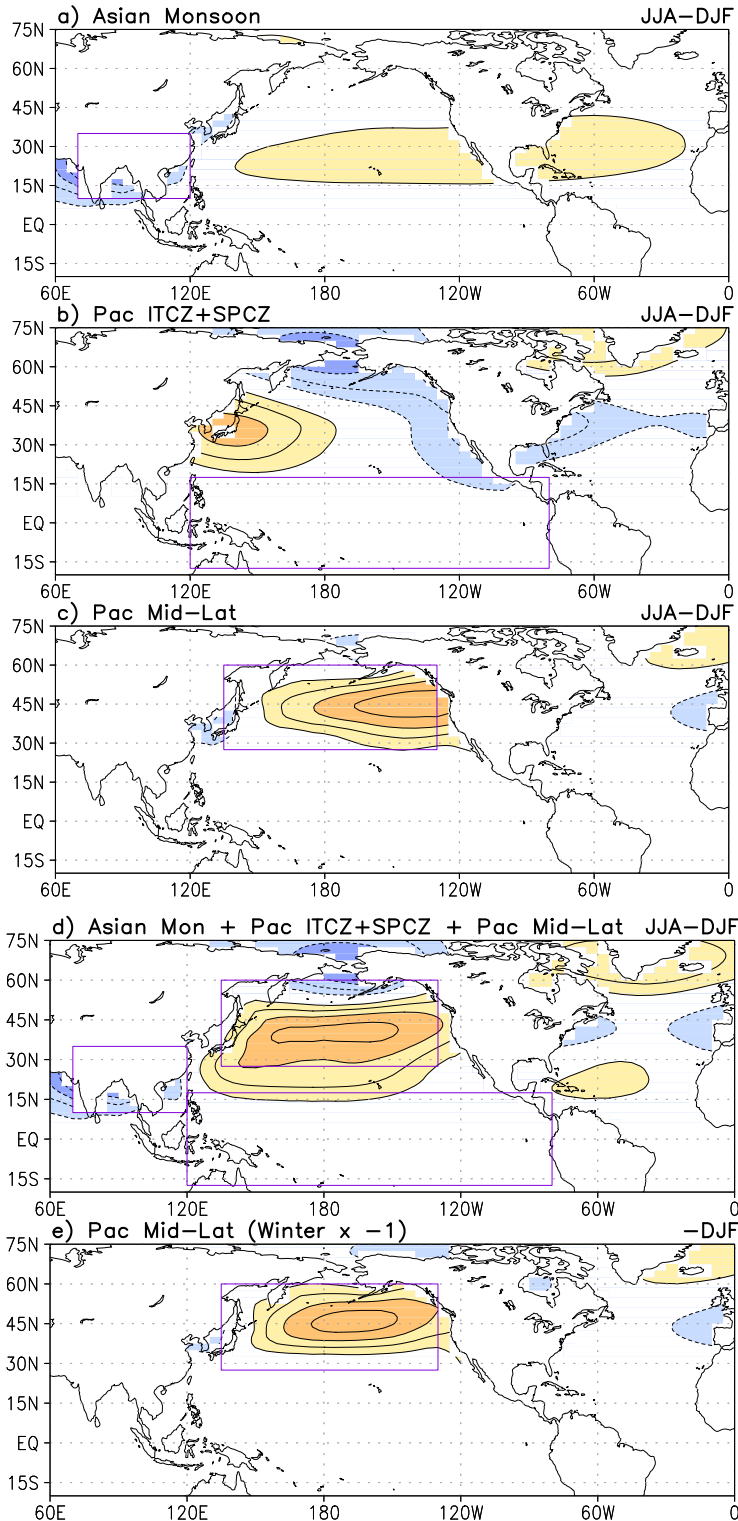 a) Asian Monsoon JJA−DJF
75N
60N
45N
30N
15N
EQ
15S
60E 120E 180 120W 60W 0
b) Pac ITCZ+SPCZ JJA−DJF
75N
60N
45N
30N
15N
EQ
15S
60E 120E 180 120W 60W 0
c) Pac Mid−Lat JJA−DJF
75N
60N
45N
30N
15N
EQ
15S
60E 120E 180 120W 60W 0
d) Asian Mon + Pac ITCZ+SPCZ + Pac Mid−Lat JJA−DJF
75N
60N
45N
30N
15N
EQ
15S
60E 120E 180 120W 60W 0
e) Pac Mid−Lat (Winter x −1) −DJF
75N
60N
45N
30N
15N
EQ
15S
60E 120E 180 120W 60W 0